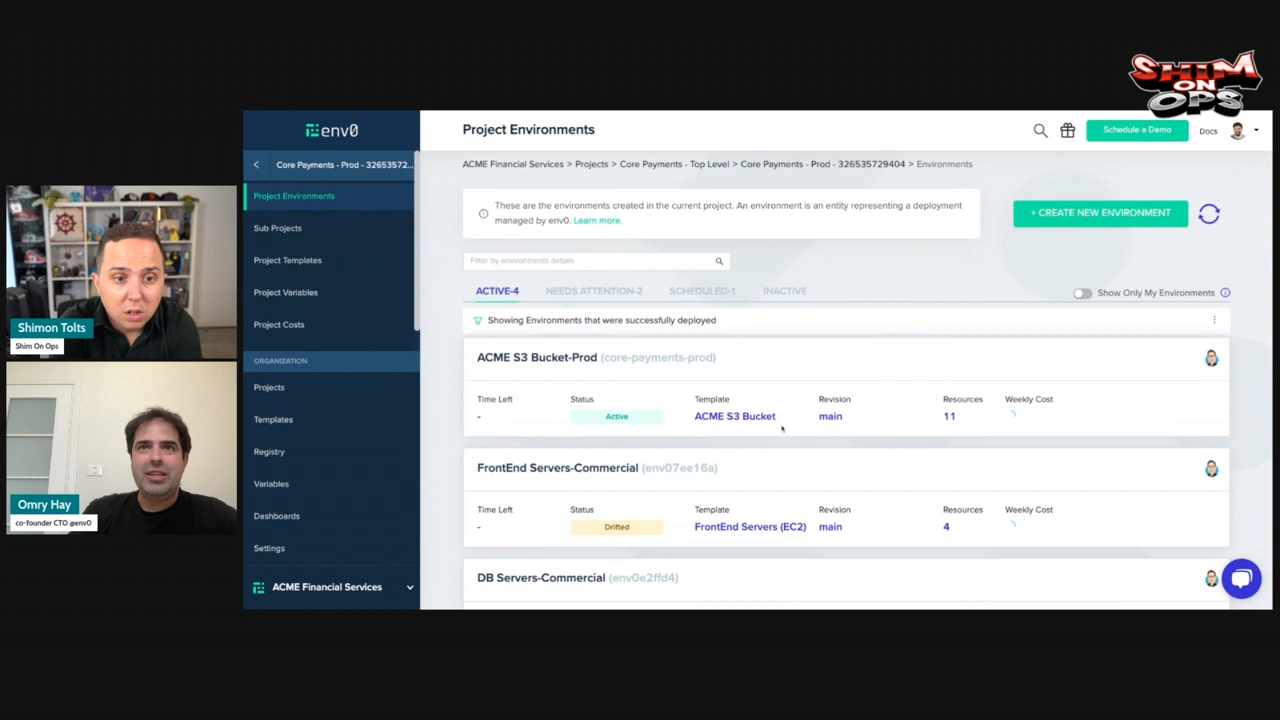 SHIM
ON
OPS
env0
Project Environments
Schedule a Demo
Docs
Core Payments - Prod - 32653572...
ACME Financial Services > Projects > Core Payments - Top Level > Core Payments - Prod - 326535729404 > Environments
Project Environments
Sub Projects
Project Templates
Project Variables
Project Costs
ORGANIZATION
Projects
Templates
Registry
Variables
Dashboards
Settings
ACME Financial Services
These are the environments created in the current project. An environment is an entity representing a deployment
managed by env0. Learn more.
+ CREATE NEW ENVIRONMENT
Filter by environments details
ACTIVE-4
NEEDS ATTENTION-2
SCHEDULED-1
INACTIVE
Show Only My Environments
Showing Environments that were successfully deployed
ACME S3 Bucket-Prod (core-payments-prod)
Time Left
Status
Template
Revision
Resources
Weekly Cost
-
Active
ACME S3 Bucket
main
11
FrontEnd Servers-Commercial (env07ee16a)
Time Left
Status
Template
Revision
Resources
Weekly Cost
-
Drifted
FrontEnd Servers (EC2)
main
4
DB Servers-Commercial (env0e2ffd4)
Shimon Tolts
Shim On Ops
Omry Hay
co-founder CTO @env0